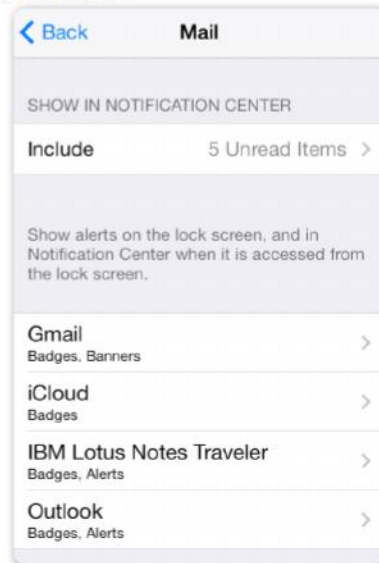 Back Mail
SHOW IN NOTIFICATION CENTER
Include 5 Unread Items
Show alerts on the lock screen, and in
Notification Center when it is accessed from
the lock screen.
Gmail
Badges, Banners
iCloud
Badges
IBM Lotus Notes Traveler
Badges, Alerts
Outlook
Badges, Alerts